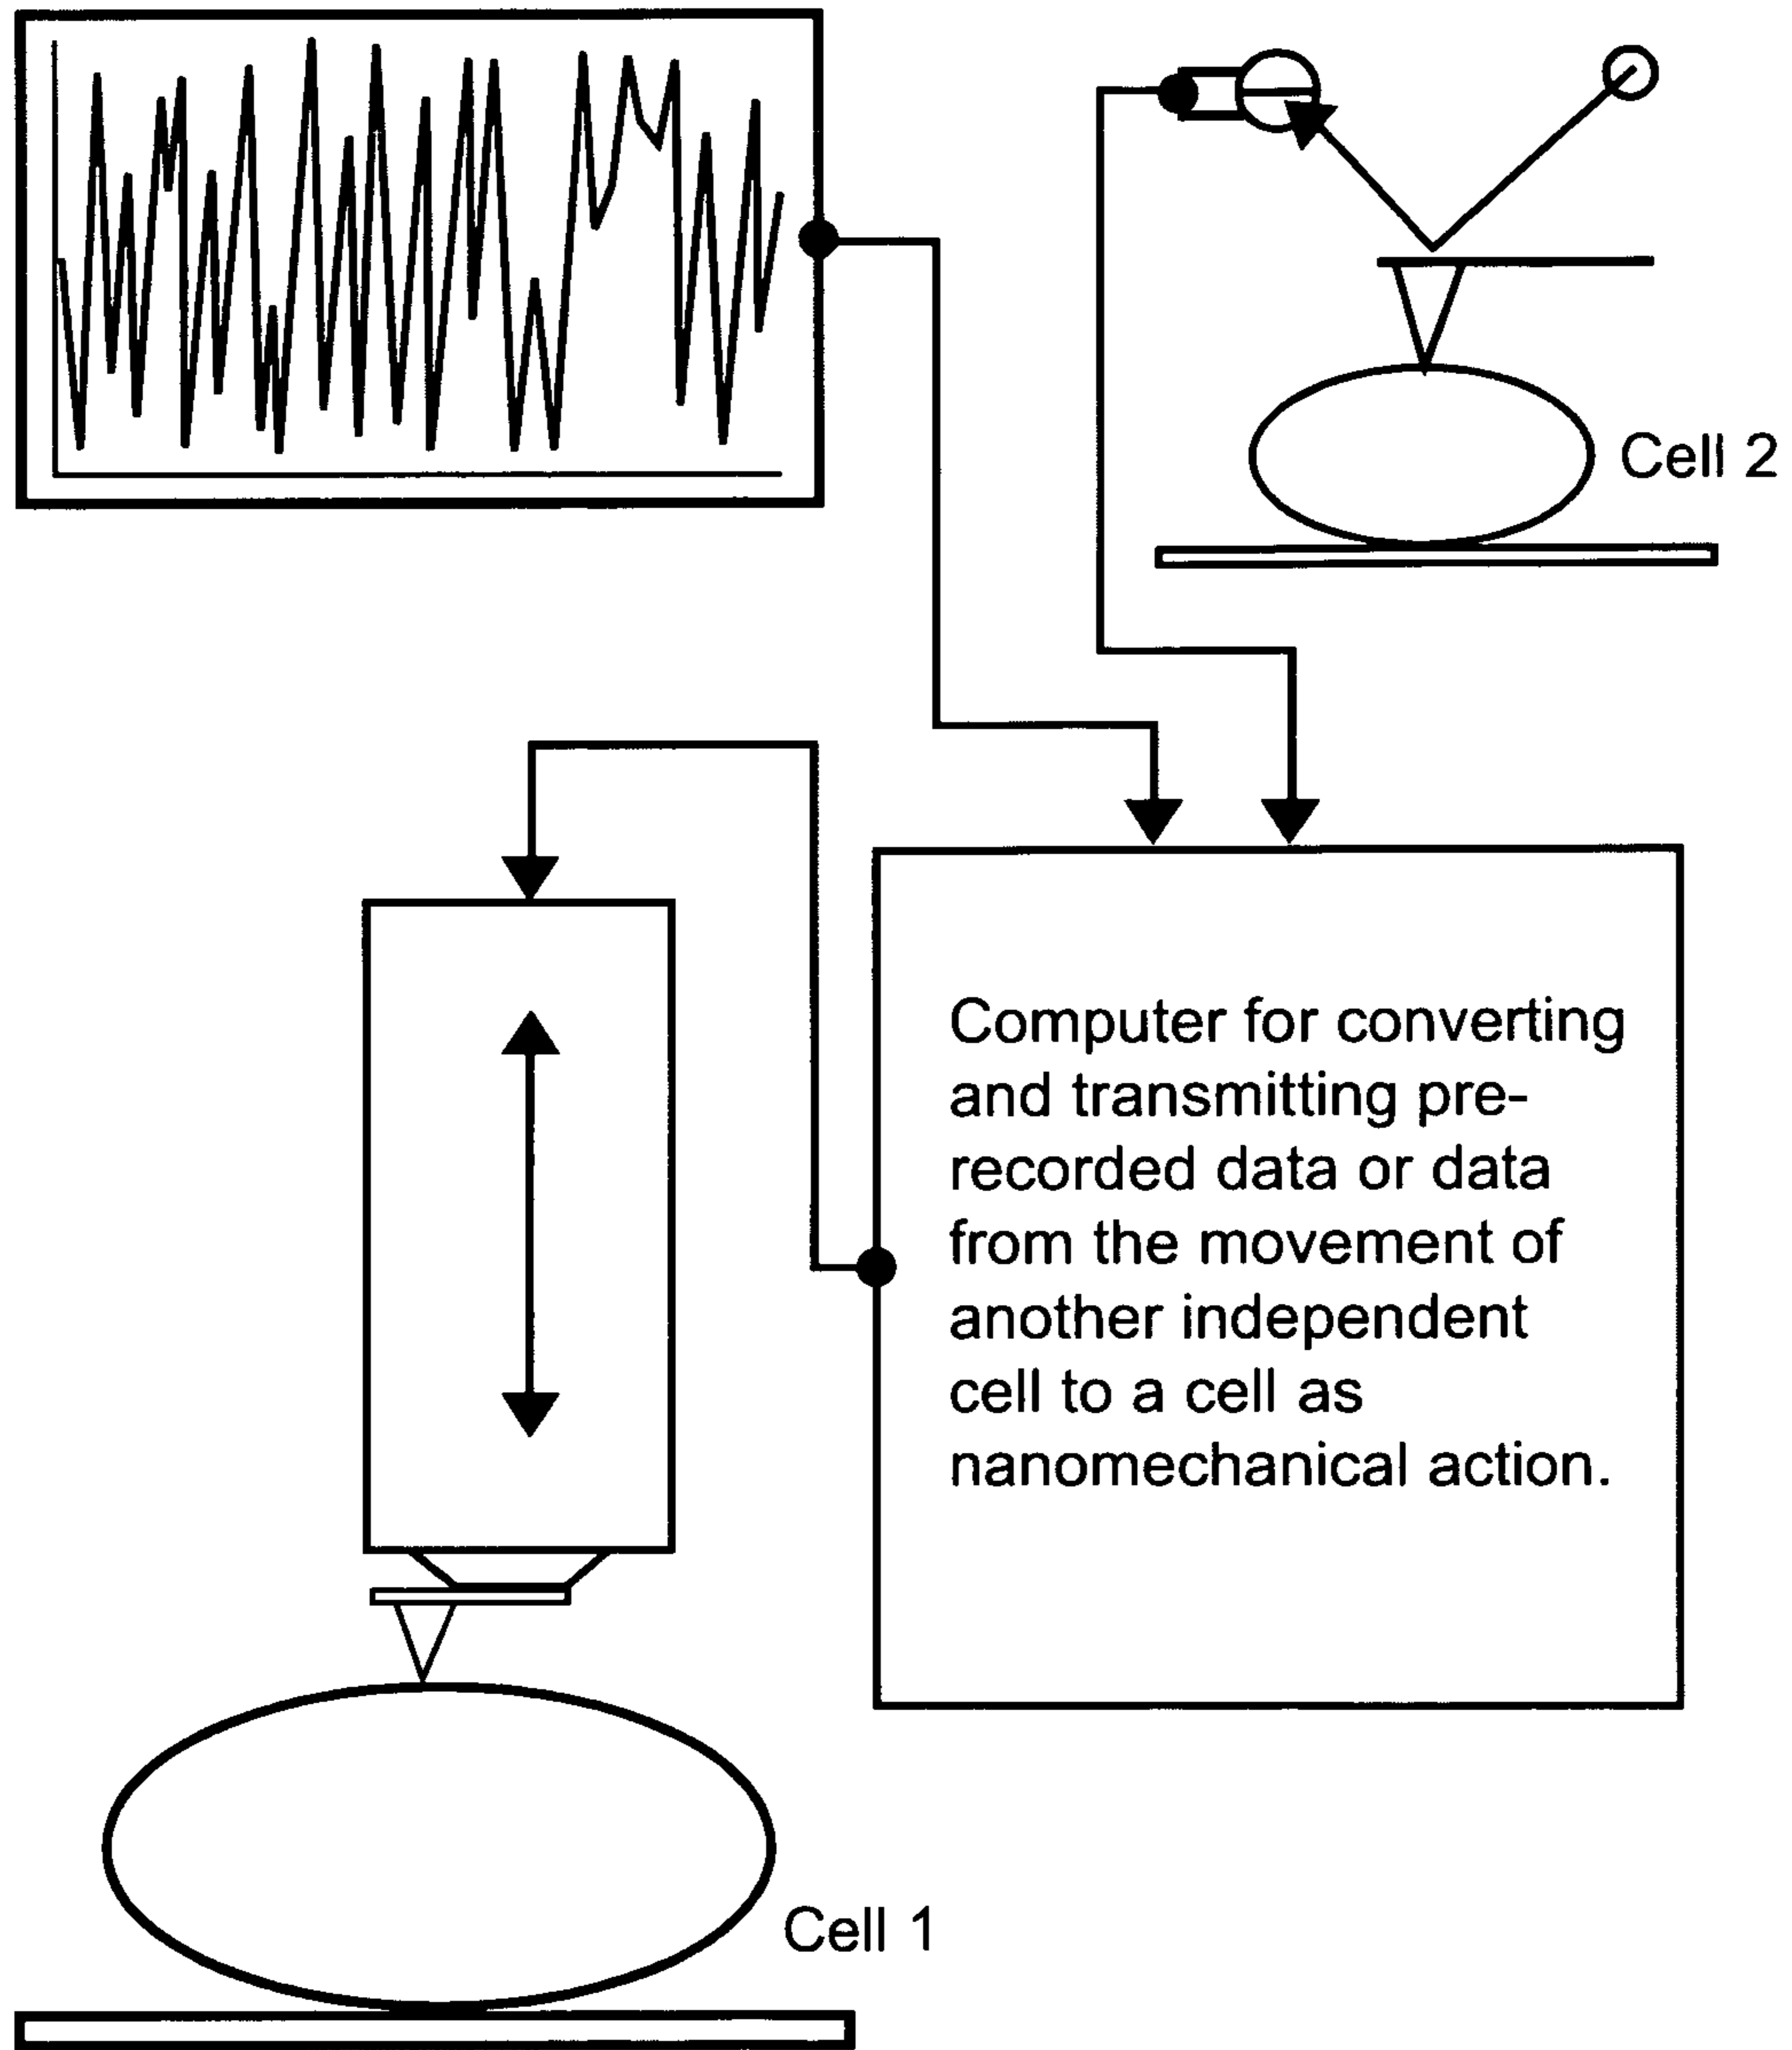 Cell 2
Computer for converting
and transmitting pre-
recorded data or data
from the movement of
another independent
cell to a cell as
nanomechanical action.
Cell 1